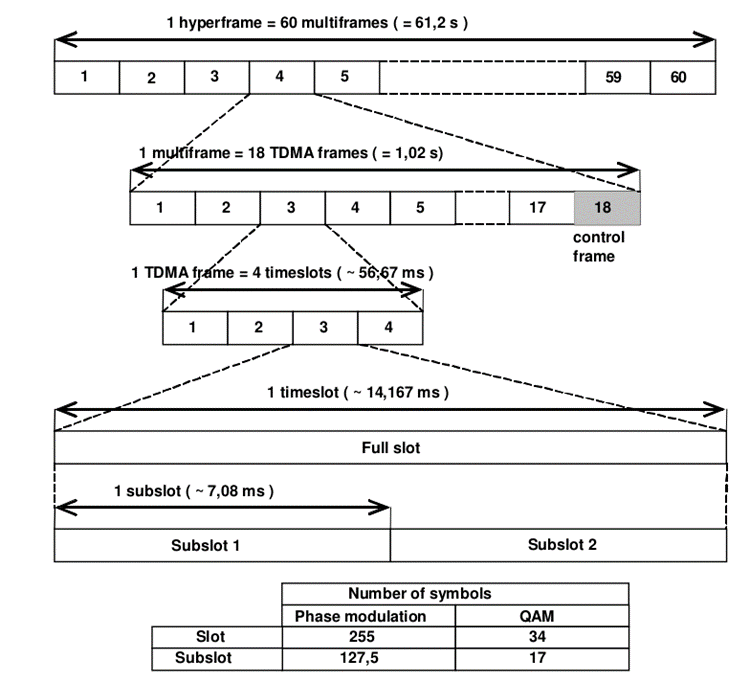 1 hyperframe = 60 multiframes ( = 61,2 s )
1 2 3 4 5 59 60
1 multiframe = 18 TDMA frames ( = 1,02 s)
1 2 3 4 5 17 18
control
frame
1 TDMA frame = 4 timeslots ( ~ 56,67 ms )
1 2 3 4
1 timeslot ( ~ 14,167 ms )
Full slot
1 subslot ( ~ 7,08 ms )
Subslot 1 Subslot 2
Number of symbols
Phase modulation QAM
Slot 255 34
Subslot 127,5 17